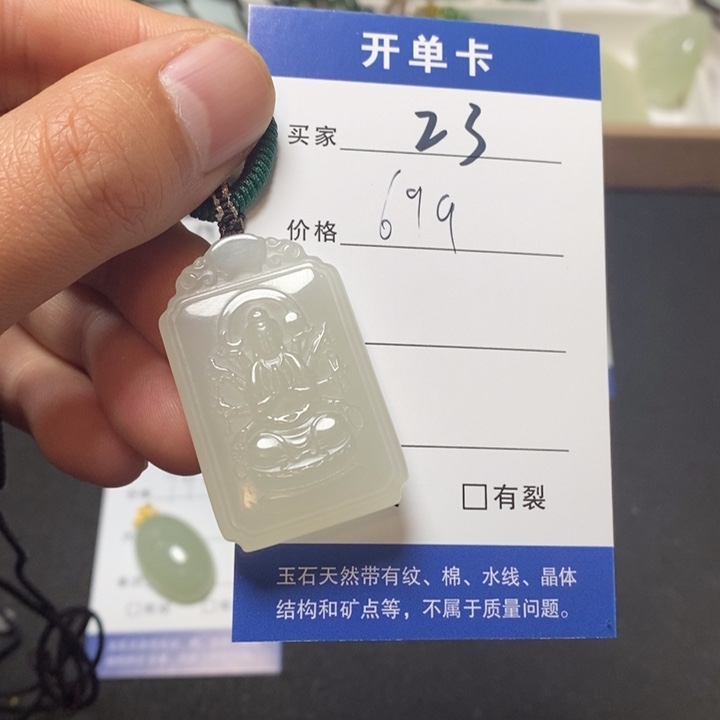 开单卡
买家 23
价格 699
□有裂
玉石天然带有纹、棉、水线、晶体
结构和矿点等，不属于质量问题。